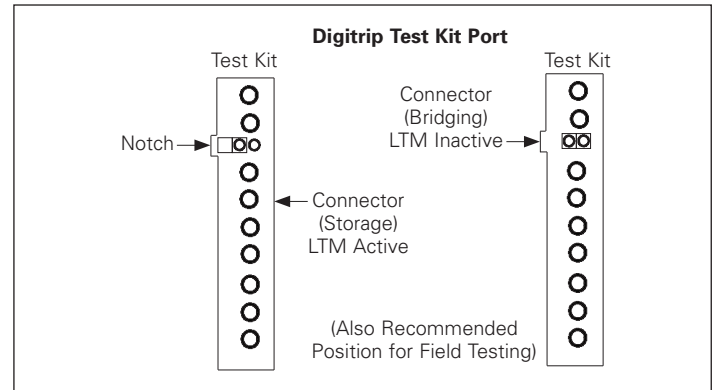 Digitrip Test Kit Port
Test Kit
Notch
Connector
(Storage)
LTM Active
Test Kit
Connector
(Bridging)
LTM Inactive
(Also Recommended
Position for Field Testing)